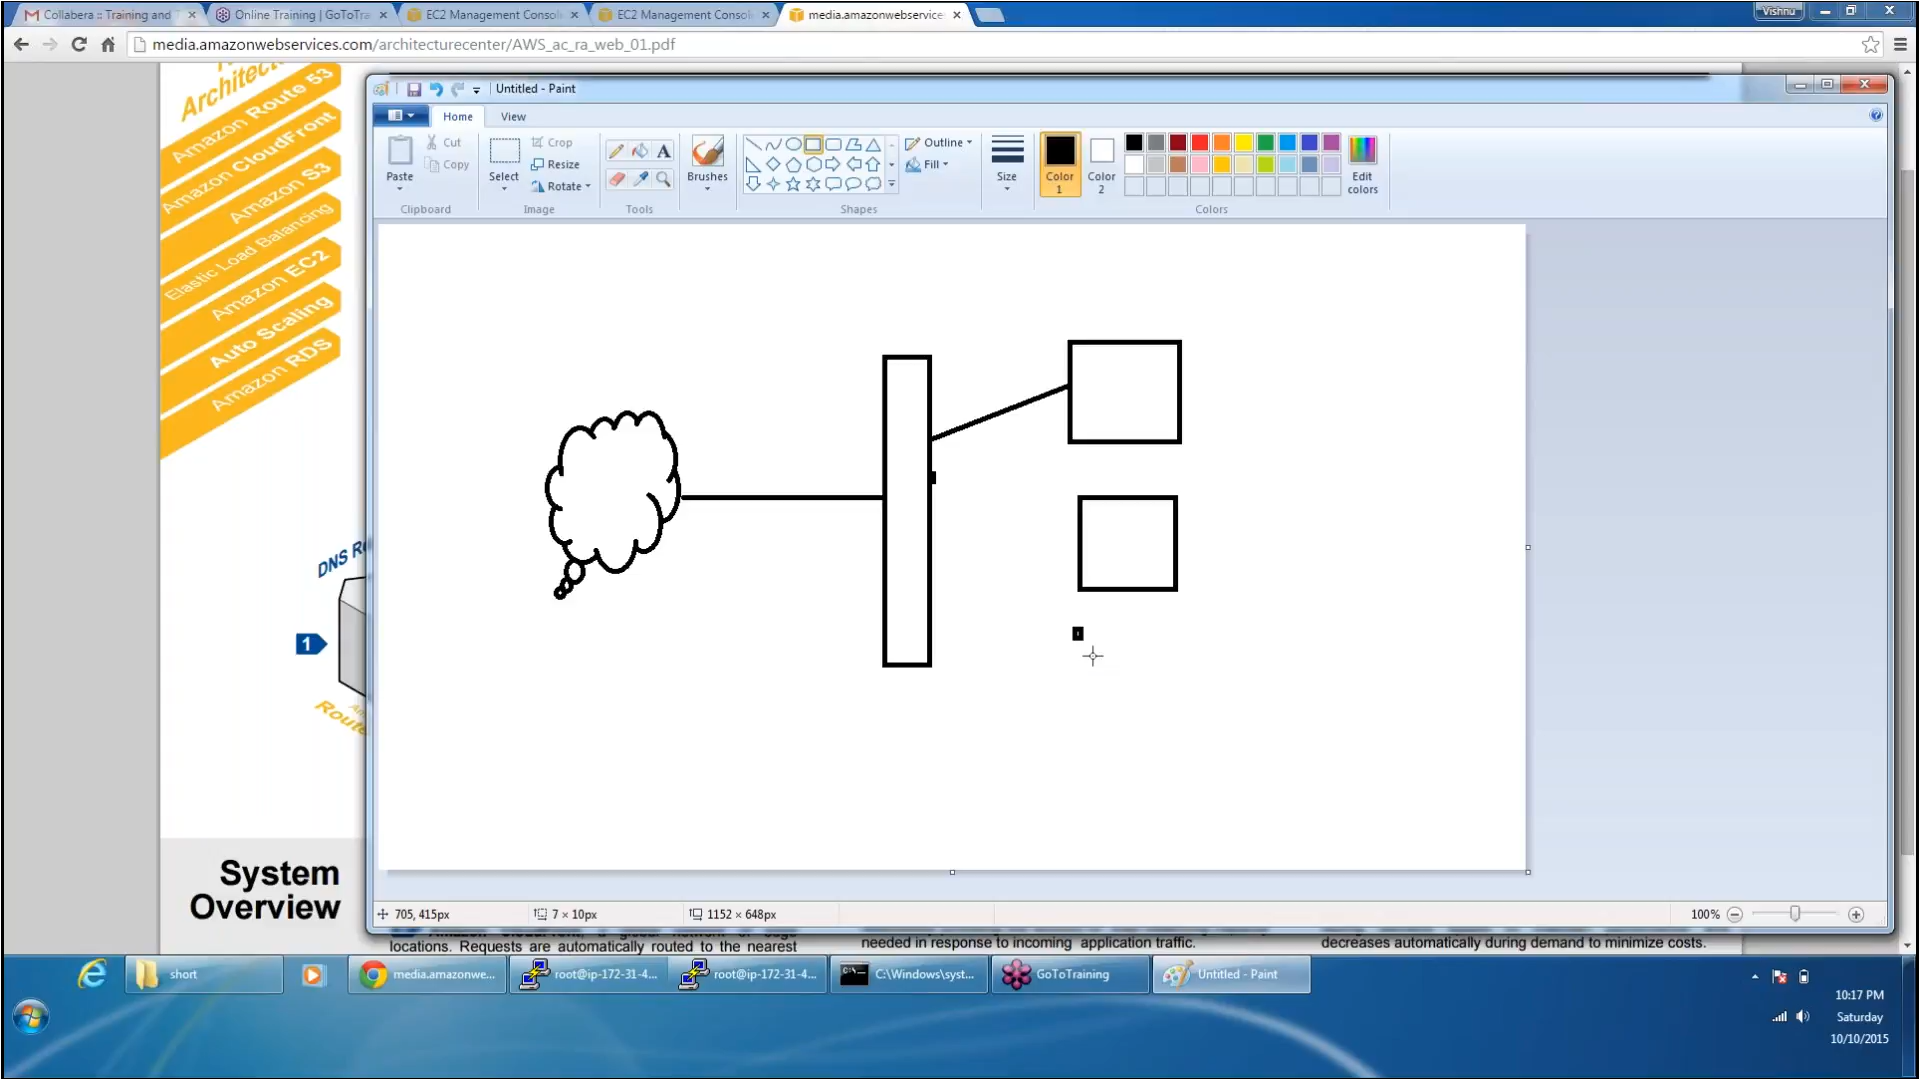 Collabera :: Training and
Online Training | GoToTra
EC2 Management Consol
EC2 Management Consol
media.amazonwebservice
Vishnu
media.amazonwebservices.com/architecturecenter/AWS_ac_ra_web_01.pdf
Amazon Route 53
Amazon CloudFront
Amazon S3
Elastic Load Balancing
Amazon EC2
Auto Scaling
Amazon RDS
DNS
1
System
Overview
Untitled - Paint
Home
View
Paste
Cut
Copy
Clipboard
Select
Crop
Resize
Rotate
Image
A
Tools
Brushes
Shapes
Outline
Fill
Size
Color
1
Color
2
Edit
colors
Colors
705, 415px
7 × 10px
1152 × 648px
100%
locations. Requests are automatically routed to the nearest
needed in response to incoming application traffic.
decreases automatically during demand to minimize costs.
short
media.amazonwe...
root@ip-172-31-4...
root@ip-172-31-4...
C:\Windows\syst...
GoToTraining
Untitled - Paint
10:17 PM
Saturday
10/10/2015